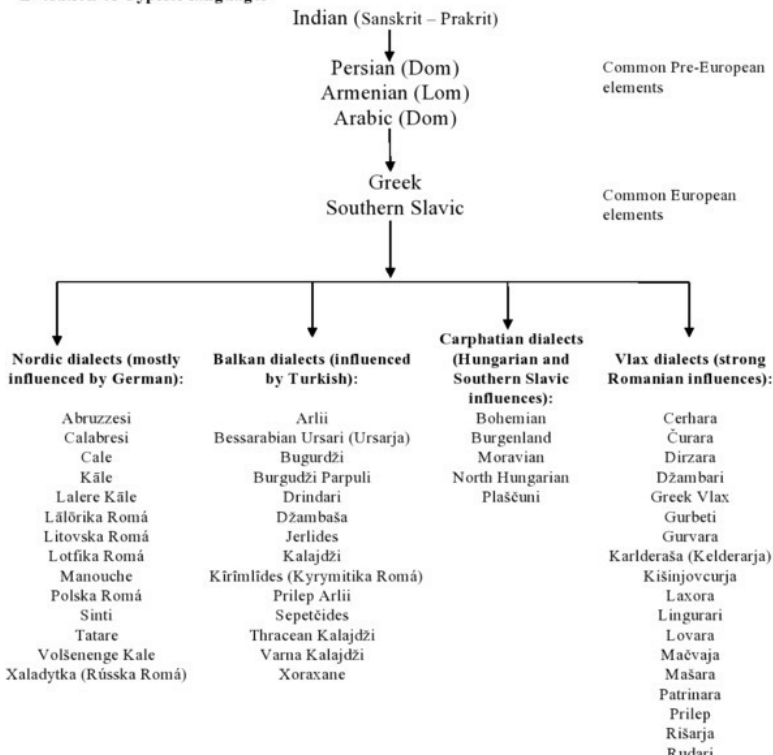 Indian (Sanskrit – Prakrit)
Persian (Dom)
Armenian (Lom)
Arabic (Dom)
Common Pre-European
elements
Greek
Southern Slavic
Common European
elements
Nordic dialects (mostly
influenced by German):
Abruzzesi
Calabresi
Cale
Kāle
Lalere Kāle
Lālōrika Romá
Litovska Romá
Lotfika Romá
Manouche
Polska Romá
Sinti
Tatare
Volšenenge Kale
Xaladytka (Rússka Romá)
Balkan dialects (influenced
by Turkish):
Arlii
Bessarabian Ursari (Ursarja)
Bugurdži
Burgudži Parpuli
Drindari
Džambaša
Jerlides
Kalajdži
Kîrîmlîdes (Kyrymitika Romá)
Prilep Arlii
Sepetčides
Thracean Kalajdži
Varna Kalajdži
Xoraxane
Carphatian dialects
(Hungarian and
Southern Slavic
influences):
Bohemian
Burgenland
Moravian
North Hungarian
Plaščuni
Vlax dialects (strong
Romanian influences):
Cerhara
Čurara
Dirzara
Džambari
Greek Vlax
Gurbeti
Gurvara
Karlderaša (Kelderarja)
Kišinjovcurja
Laxora
Lingurari
Lovara
Mačvaja
Mašara
Patrinara
Prilep
Rišarja
Rudari